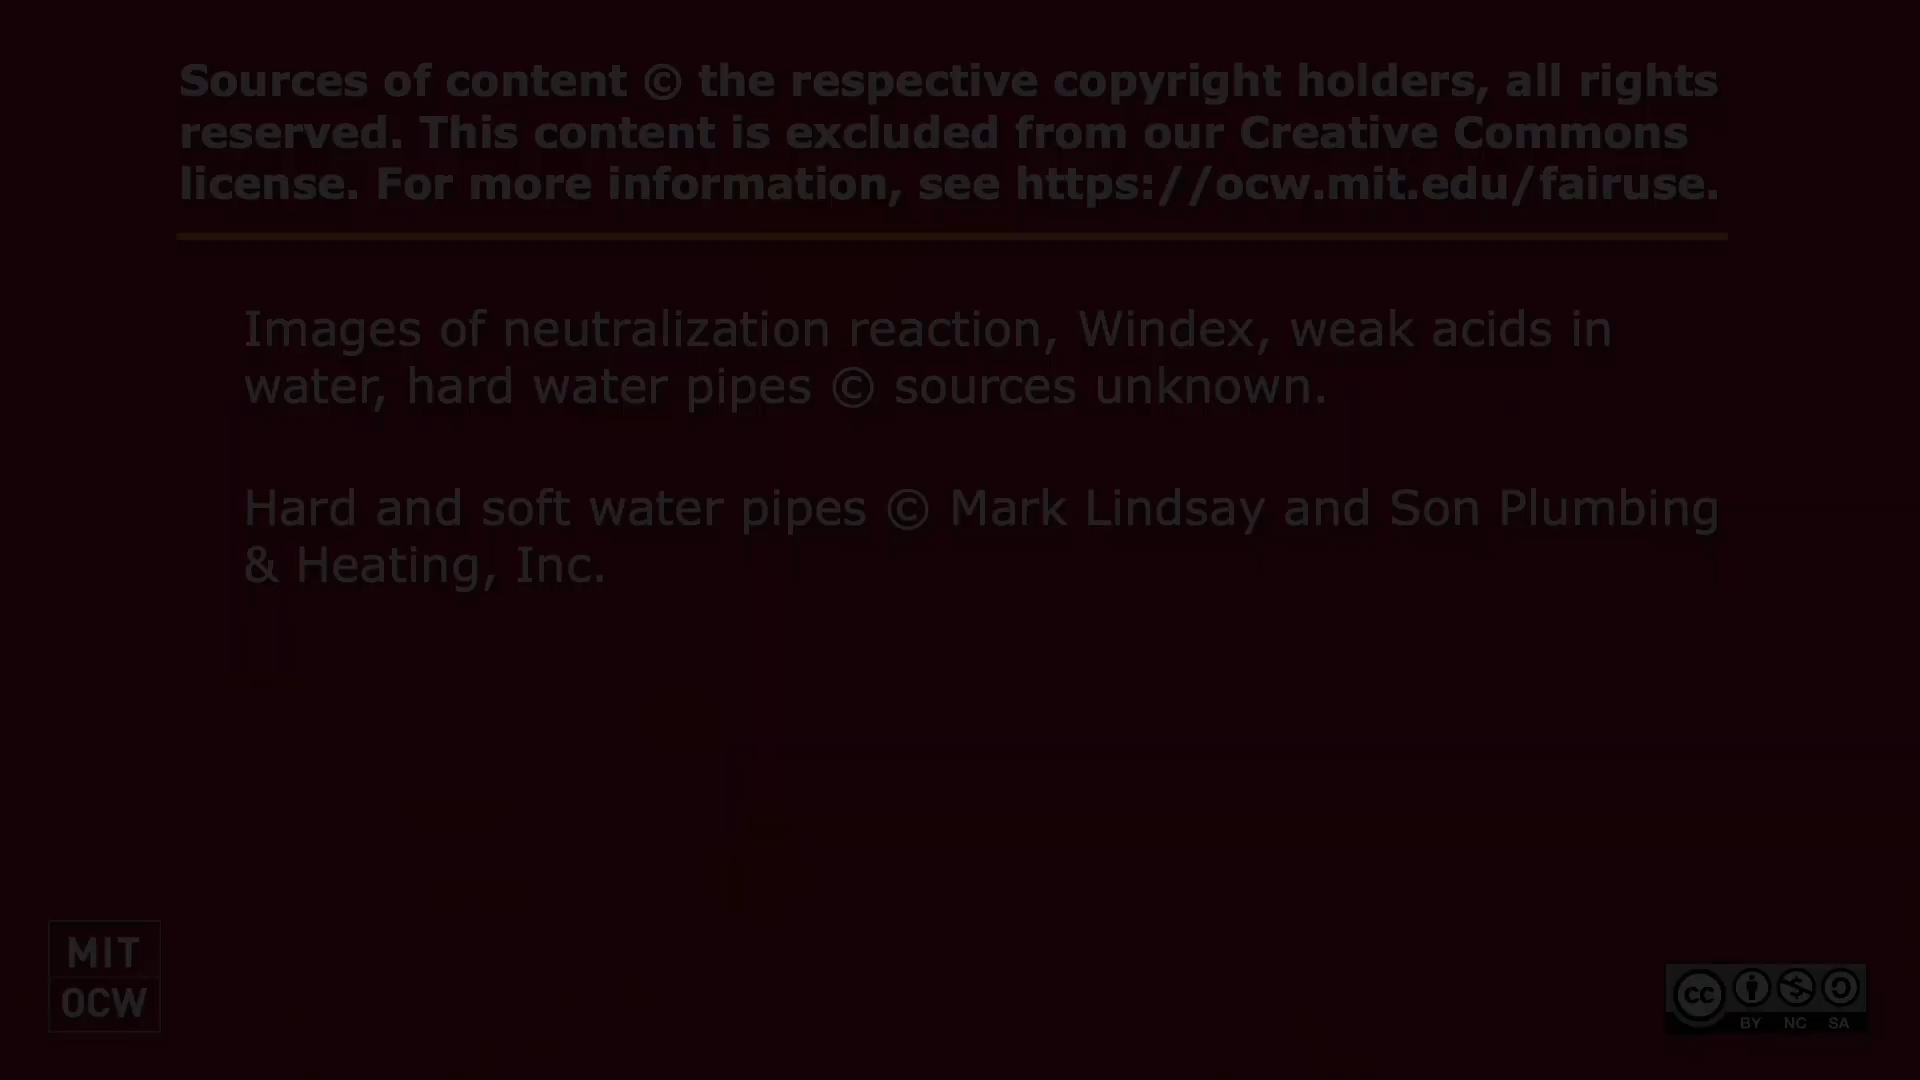 Sources of content © the respective copyright holders, all rights
reserved. This content is excluded from our Creative Commons
license. For more information, see https://ocw.mit.edu/fairuse.
Images of neutralization reaction, Windex, weak acids in
water, hard water pipes © sources unknown.
Hard and soft water pipes © Mark Lindsay and Son Plumbing
& Heating, Inc.
MIT
OCW
cc
BY NC SA